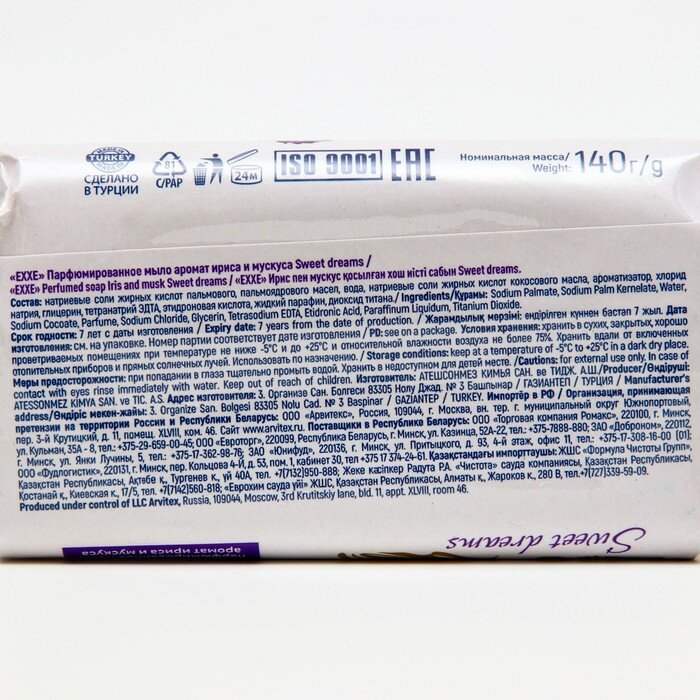 MADE IN
TURKEY
СДЕЛАНО
В ТУРЦИИ
81
C/PAP
24М
ISO 9001
EAC
Номинальная масса/
Weight: 140г/g
«EXXE» Парфюмированное мыло аромат ириса и мускуса Sweet dreams /
«EXXE» Perfumed soap Iris and musk Sweet dreams / «EXXE» Ирис пен мускус қосылған хош иісті сабын Sweet dreams.
Состав: натриевые соли жирных кислот пальмового, пальмоядрового масел, вода, натриевые соли жирных кислот кокосового масла, ароматизатор, хлорид
натрия, глицерин, тетранатрий ЭДТА, этидроновая кислота, жидкий парафин, диоксид титана./ Ingredients/Құрамы: Sodium Palmate, Sodium Palm Kernelate, Water,
Sodium Cocoate, Parfume, Sodium Chloride, Glycerin, Tetrasodium EDTA, Etidronic Acid, Paraffinum Liquidum, Titanium Dioxide.
Срок годности: 7 лет с даты изготовления / Expiry date: 7 years from the date of production. / Жарамдылық мерзімі: өндірілген күннен бастап 7 жыл. Дата
изготовления: см. на упаковке. Номер партии соответствует дате изготовления / PD: see on a package. Условия хранения: хранить в сухих, закрытых, хорошо
проветриваемых помещениях при температуре не ниже -5°С и до +25°С и относительной влажности воздуха не более 75%. Хранить вдали от включенных
отопительных приборов и прямых солнечных лучей. Использовать по назначению. / Storage conditions: keep at a temperature of -5°C to +25°C in a dark dry place.
Меры предосторожности: при попадании в глаза тщательно промыть водой. Хранить в недоступном для детей месте. / Cautions: for external use only. In case of
contact with eyes rinse immediately with water. Keep out of reach of children. Изготовитель: АТЕШСОНМЕЗ КИМЬЯ САН. ве ТИДЖ. А.Ш./Producer/Өндіруші:
ATESSONMEZ KIMYA SAN. ve TIC. A.S. Адрес изготовителя: 3. Организе Сан. Болгеси 83305 Нолу Джад. № 3 Башпынар / ГАЗИАНТЕП / ТУРЦИЯ / Manufacturer's
address/Өндіріс мекен-жайы: 3. Organize San. Bolgesi 83305 Nolu Cad. № 3 Baspinar / GAZIANTEP / TURKEY. Импортёр в РФ / Организация, принимающая
претензии на территории России и Республики Беларусь: ООО «Арвитекс», Россия, 109044, г. Москва, вн. тер. г. муниципальный округ Южнопортовый,
пер. 3-й Крутицкий, д. 11, помещ. XLVIII, ком. 46. Сайт www.arvitex.ru. Поставщики в Республику Беларусь: ООО «Торговая компания Ромакс», 220100, г. Минск,
ул. Кульман, 35А - 8, тел.: +375-29-659-00-45; ООО «Евроторг», 220099, Республика Беларусь, г. Минск, ул. Казинца, 52А-22, тел.: +375-17-7888-880; ЗАО «Доброном», 220112,
г. Минск, ул. Янки Лучины, 5, тел.: +375-17-362-98-76; ЗАО «Юнифуд», 220136, г. Минск, ул. Притыцкого, д. 93, 4-й этаж, офис 11, тел.: +375-17-308-16-00 (01);
ООО «ФУДЛОГИСТИК», 220131, г. Минск, пер. Кольцова 4-й, д. 53, пом. 1, кабинет 6, тел +375 17 374-24-61. Қазақстандағы импорттаушы: ЖШС «Формула Чистоты Групп»,
Қазақстан Республикасы, Ақтөбе қ., Тургенев к., үй 40А, тел. +7(7132)950-888; Жеке кәсіпкер Радута Р.А. «Чистота» сауда компаниясы, Қазақстан Республикасы,
Қостанай қ., Киевская к., 17/5, тел. +7(7142)560-818; «Еврохим сауда үйі» ЖШС, Қазақстан Республикасы, Алматы қ., Жароков к., 280 В, тел.+7(727)339-59-09.
Produced under control of LLC Arvitex, Russia, 109044, Moscow, 3rd Krutitskiy lane, bld. 11, appt. XLVIII, room 46.
Sweet dreams
аромат ириса и мускуса